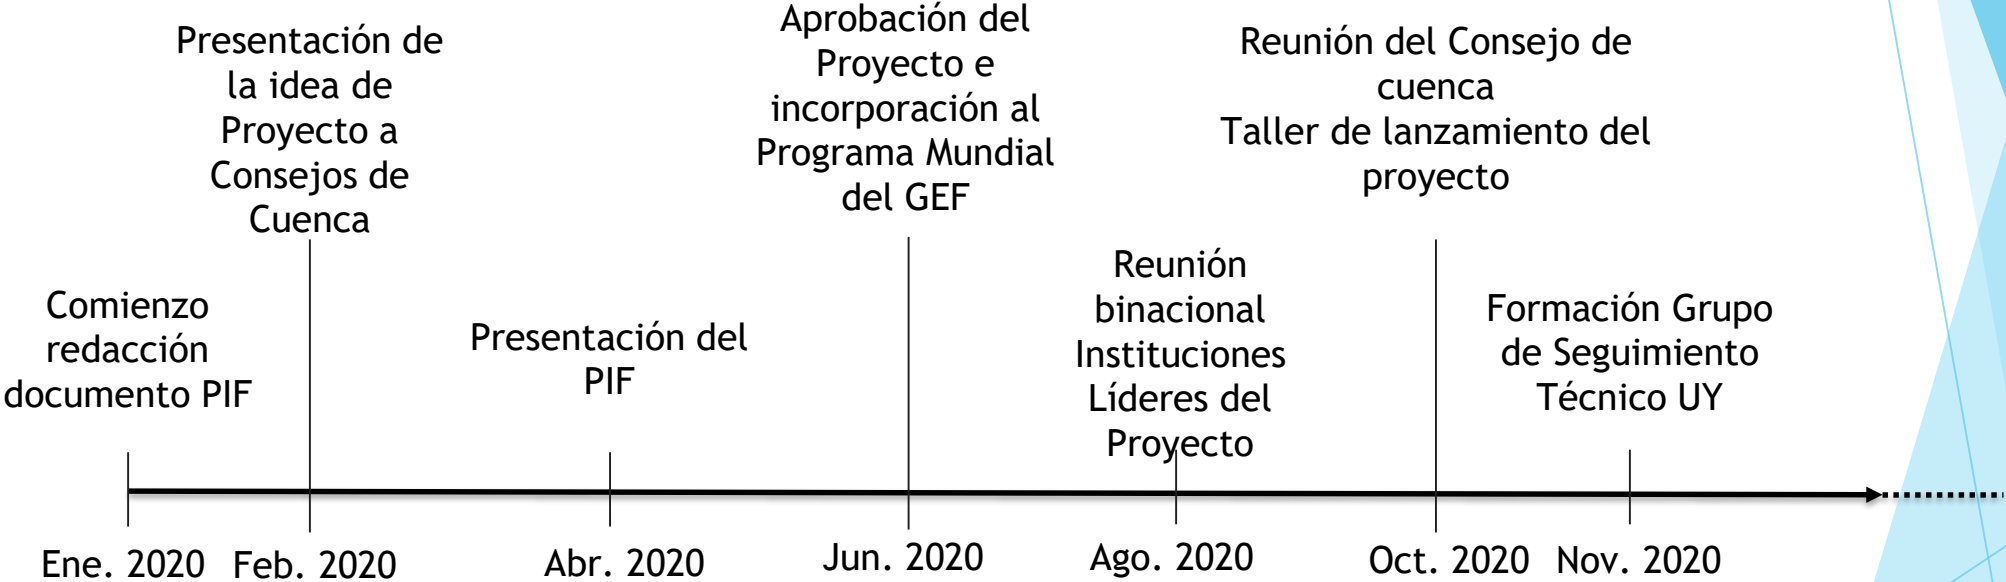 Comienzo
redacción
documento PIF
Ene. 2020
Presentación de
la idea de
Proyecto a
Consejos de
Cuenca
Feb. 2020
Presentación del
PIF
Abr. 2020
Aprobación del
Proyecto e
incorporación al
Programa Mundial
del GEF
Jun. 2020
Reunión
binacional
Instituciones
Líderes del
Proyecto
Ago. 2020
Reunión del Consejo de
cuenca
Taller de lanzamiento del
proyecto
Oct. 2020
Formación Grupo
de Seguimiento
Técnico UY
Nov. 2020